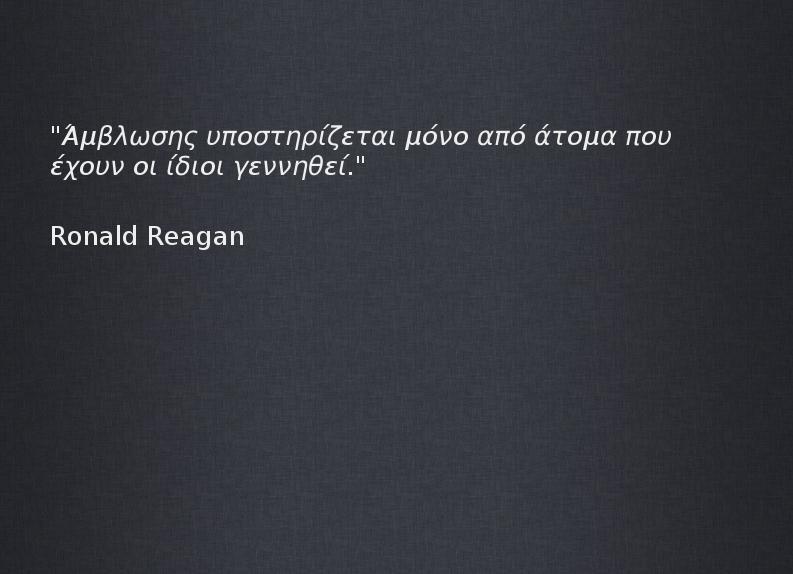 "Άμβλωσης υποστηρίζεται μόνο από άτομα που
έχουν οι ίδιοι γεννηθεί."
Ronald Reagan